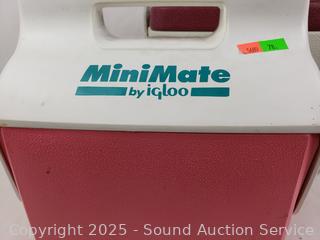 MiniMate
by igloo
Copyright 2025 - Sound Auction Service